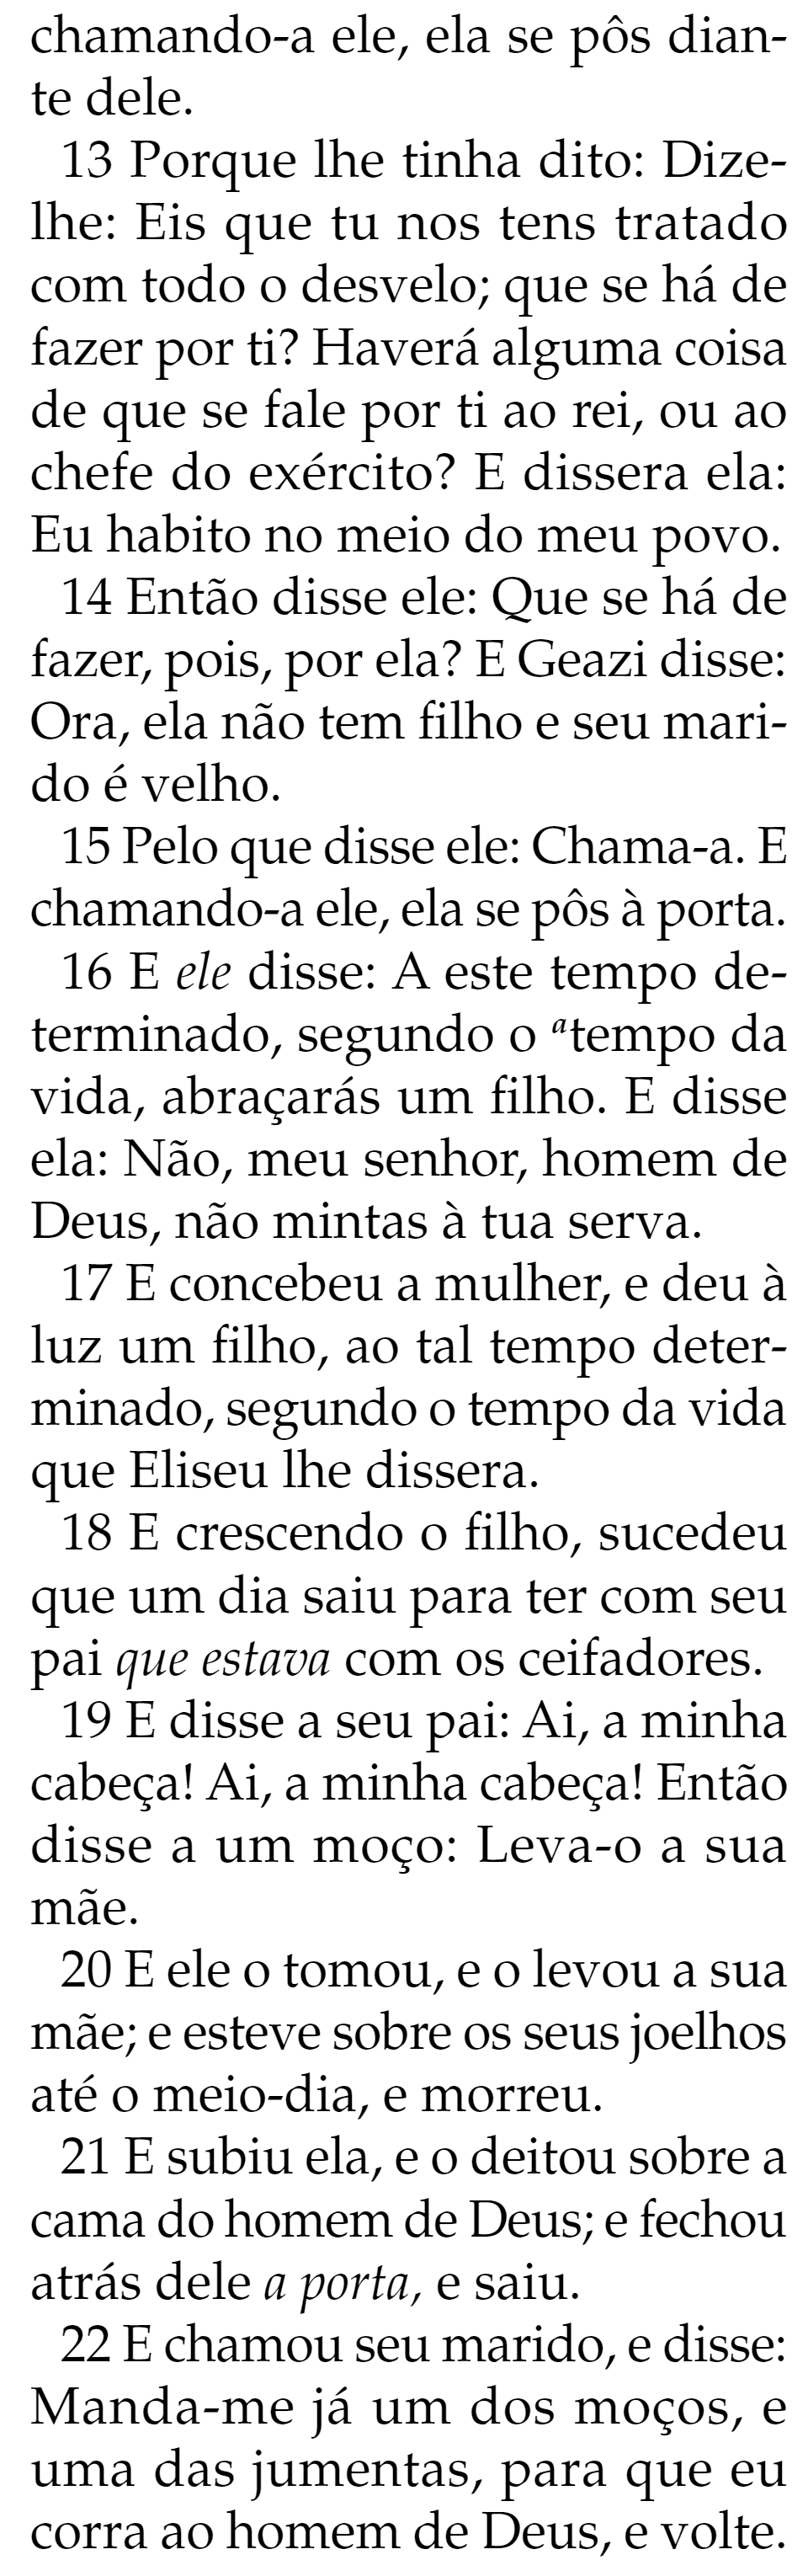 chamando-a ele, ela se pôs dian-
te dele.
13 Porque lhe tinha dito: Dize-
lhe: Eis que tu nos tens tratado
com todo o desvelo; que se há de
fazer por ti? Haverá alguma coisa
de que se fale por ti ao rei, ou ao
chefe do exército? E dissera ela:
Eu habito no meio do meu povo.
14 Então disse ele: Que se há de
fazer, pois, por ela? E Geazi disse:
Ora, ela não tem filho e seu mari-
do é velho.
15 Pelo que disse ele: Chama-a. E
chamando-a ele, ela se pôs à porta.
16 E ele disse: A este tempo de-
terminado, segundo o ᵃtempo da
vida, abraçarás um filho. E disse
ela: Não, meu senhor, homem de
Deus, não mintas à tua serva.
17 E concebeu a mulher, e deu à
luz um filho, ao tal tempo deter-
minado, segundo o tempo da vida
que Eliseu lhe dissera.
18 E crescendo o filho, sucedeu
que um dia saiu para ter com seu
pai que estava com os ceifadores.
19 E disse a seu pai: Ai, a minha
cabeça! Ai, a minha cabeça! Então
disse a um moço: Leva-o a sua
mãe.
20 E ele o tomou, e o levou a sua
mãe; e esteve sobre os seus joelhos
até o meio-dia, e morreu.
21 E subiu ela, e o deitou sobre a
cama do homem de Deus; e fechou
atrás dele a porta, e saiu.
22 E chamou seu marido, e disse:
Manda-me já um dos moços, e
uma das jumentas, para que eu
corra ao homem de Deus, e volte.